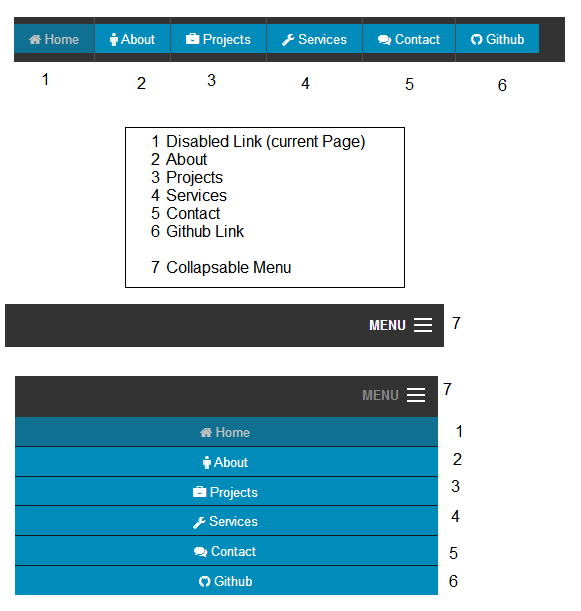 Home About Projects Services Contact Github
1 2 3 4 5 6
1 Disabled Link (current Page)
2 About
3 Projects
4 Services
5 Contact
6 Github Link
7 Collapsable Menu
MENU 7
MENU 7
Home 1
About 2
Projects 3
Services 4
Contact 5
Github 6